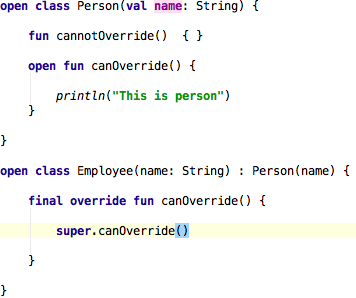 open class Person(val name: String) {
fun cannotOverride()  { }
open fun canOverride() {
println("This is person")
}
}
open class Employee(name: String) : Person(name) {
final override fun canOverride() {
super.canOverride()
}
}